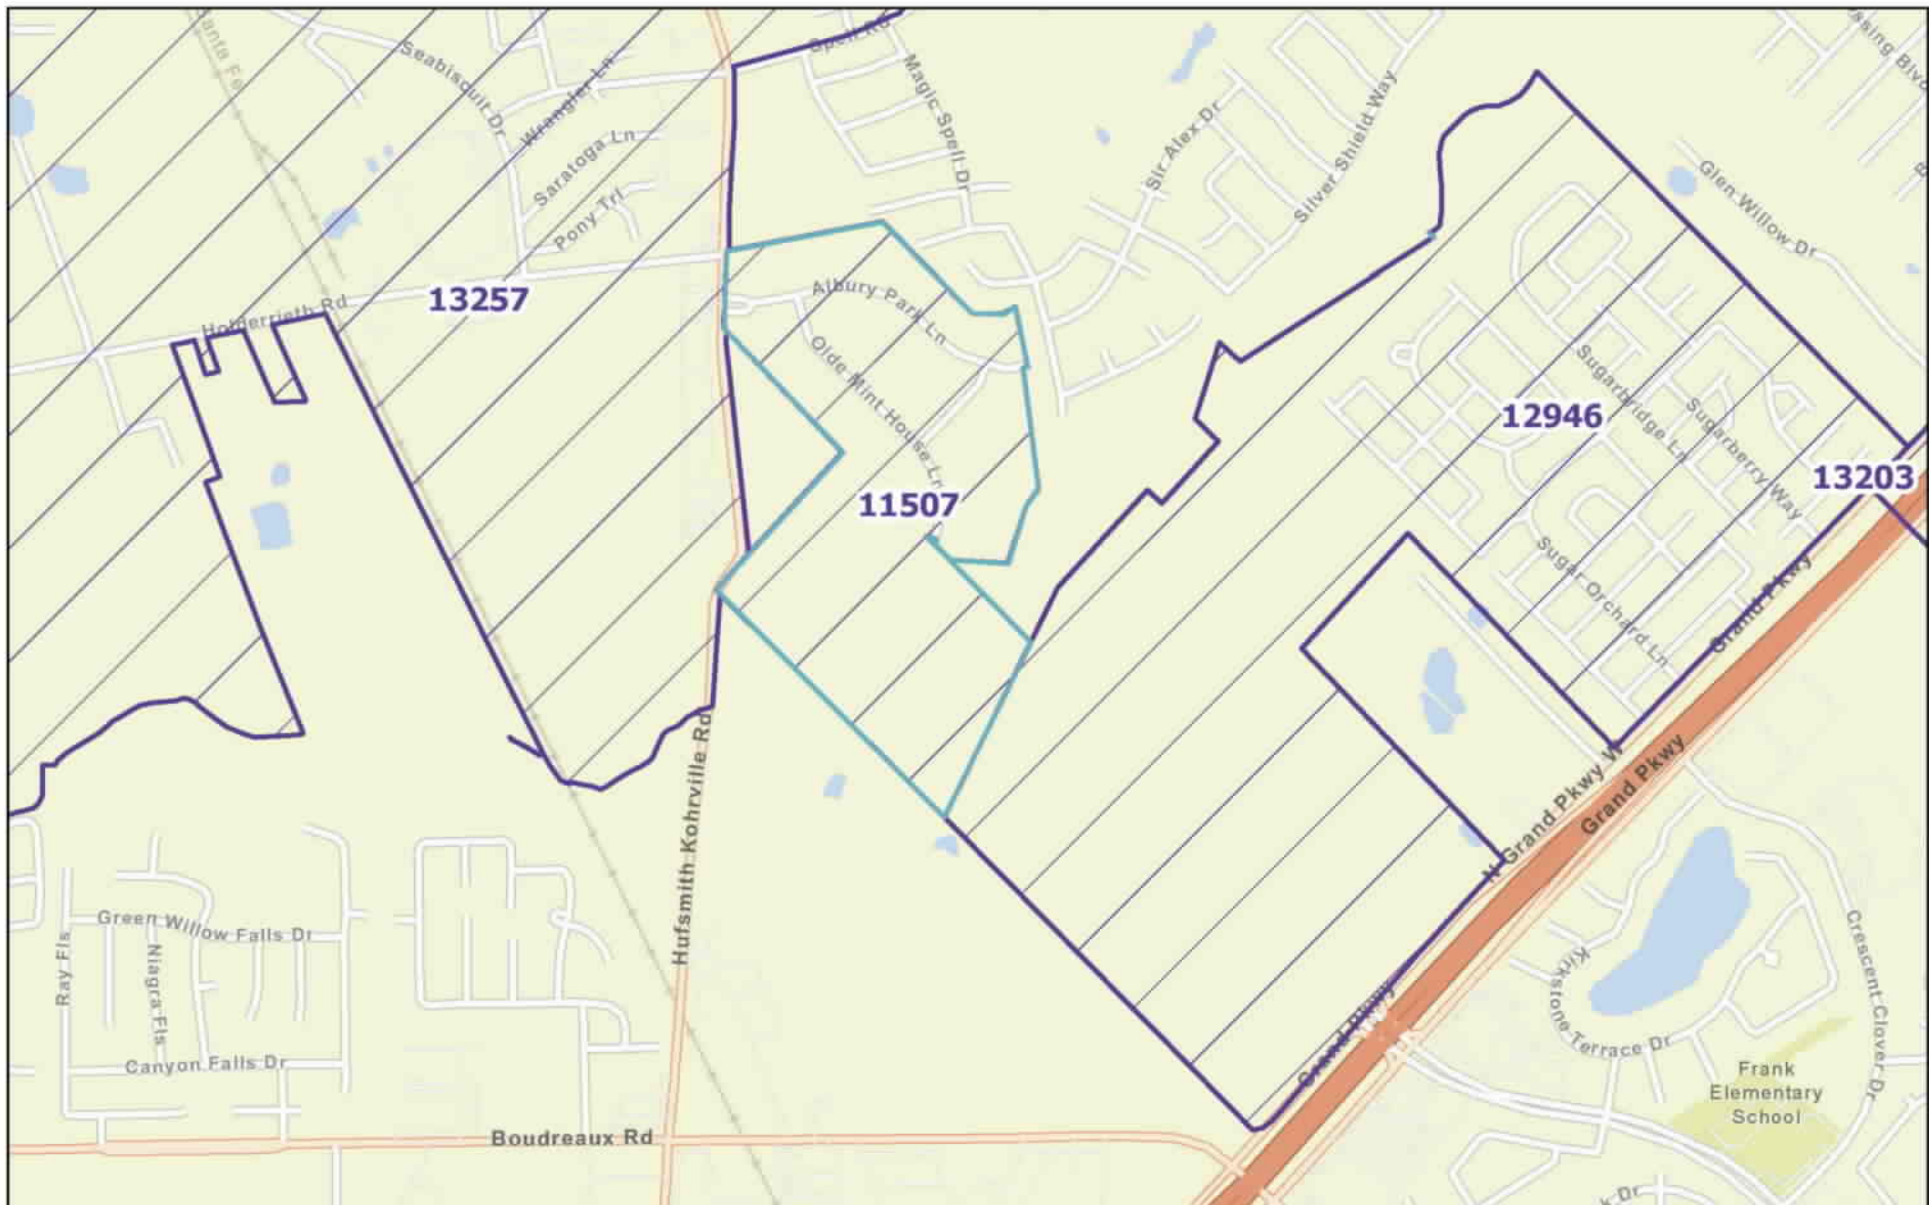 Santa Fe
Seabiscuit Dr
Wrangler Ln
Saratoga Ln
Pony Trl
Spell Rd
Magic Spell Dr
Sir Alex Dr
Silver Shield Way
Glen Willow Dr
Holderrieth Rd
13257
Albury Park Ln
Olde Mint House Ln
11507
12946
13203
Sugarbridge Ln
Sugarberry Way
Sugar Orchard Ln
Grand Pkwy
N Grand Pkwy W
Grand Pkwy
Grand Pkwy
Hufsmith Kohrville Rd
Green Willow Falls Dr
Ray Fls
Niagra Fls
Canyon Falls Dr
Boudreaux Rd
Kirkstone Terrace Dr
Crescent Clover Dr
Frank
Elementary
School
Dr